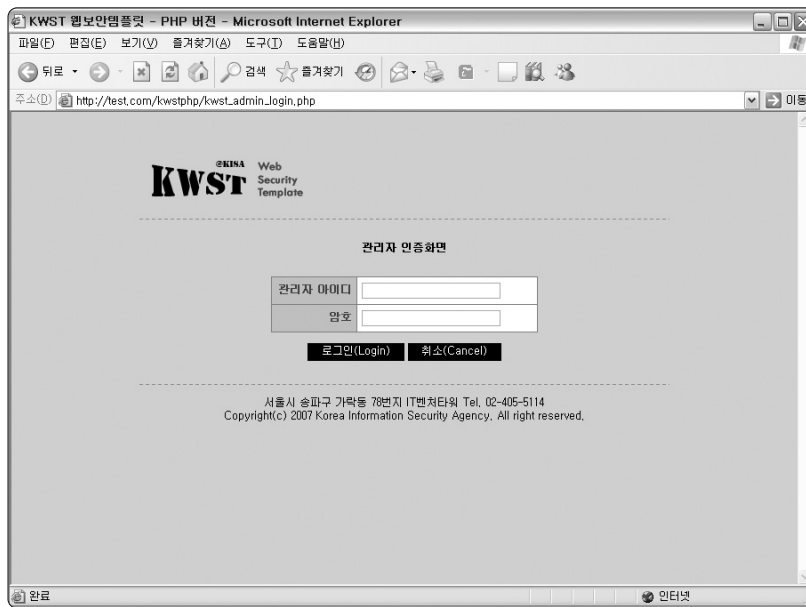 KWST 웹보안템플릿 - PHP 버전 - Microsoft Internet Explorer
파일(F) 편집(E) 보기(V) 즐겨찾기(A) 도구(T) 도움말(H)
뒤로 검색 즐겨찾기
주소(D) http://test.com/kwstphp/kwst_admin_login.php 이동
@KISA
KWST Web
Security
Template
관리자 인증화면
관리자 아이디
암호
로그인(Login) 취소(Cancel)
서울시 송파구 가락동 78번지 IT벤처타워 Tel. 02-405-5114
Copyright(c) 2007 Korea Information Security Agency. All right reserved.
완료 인터넷